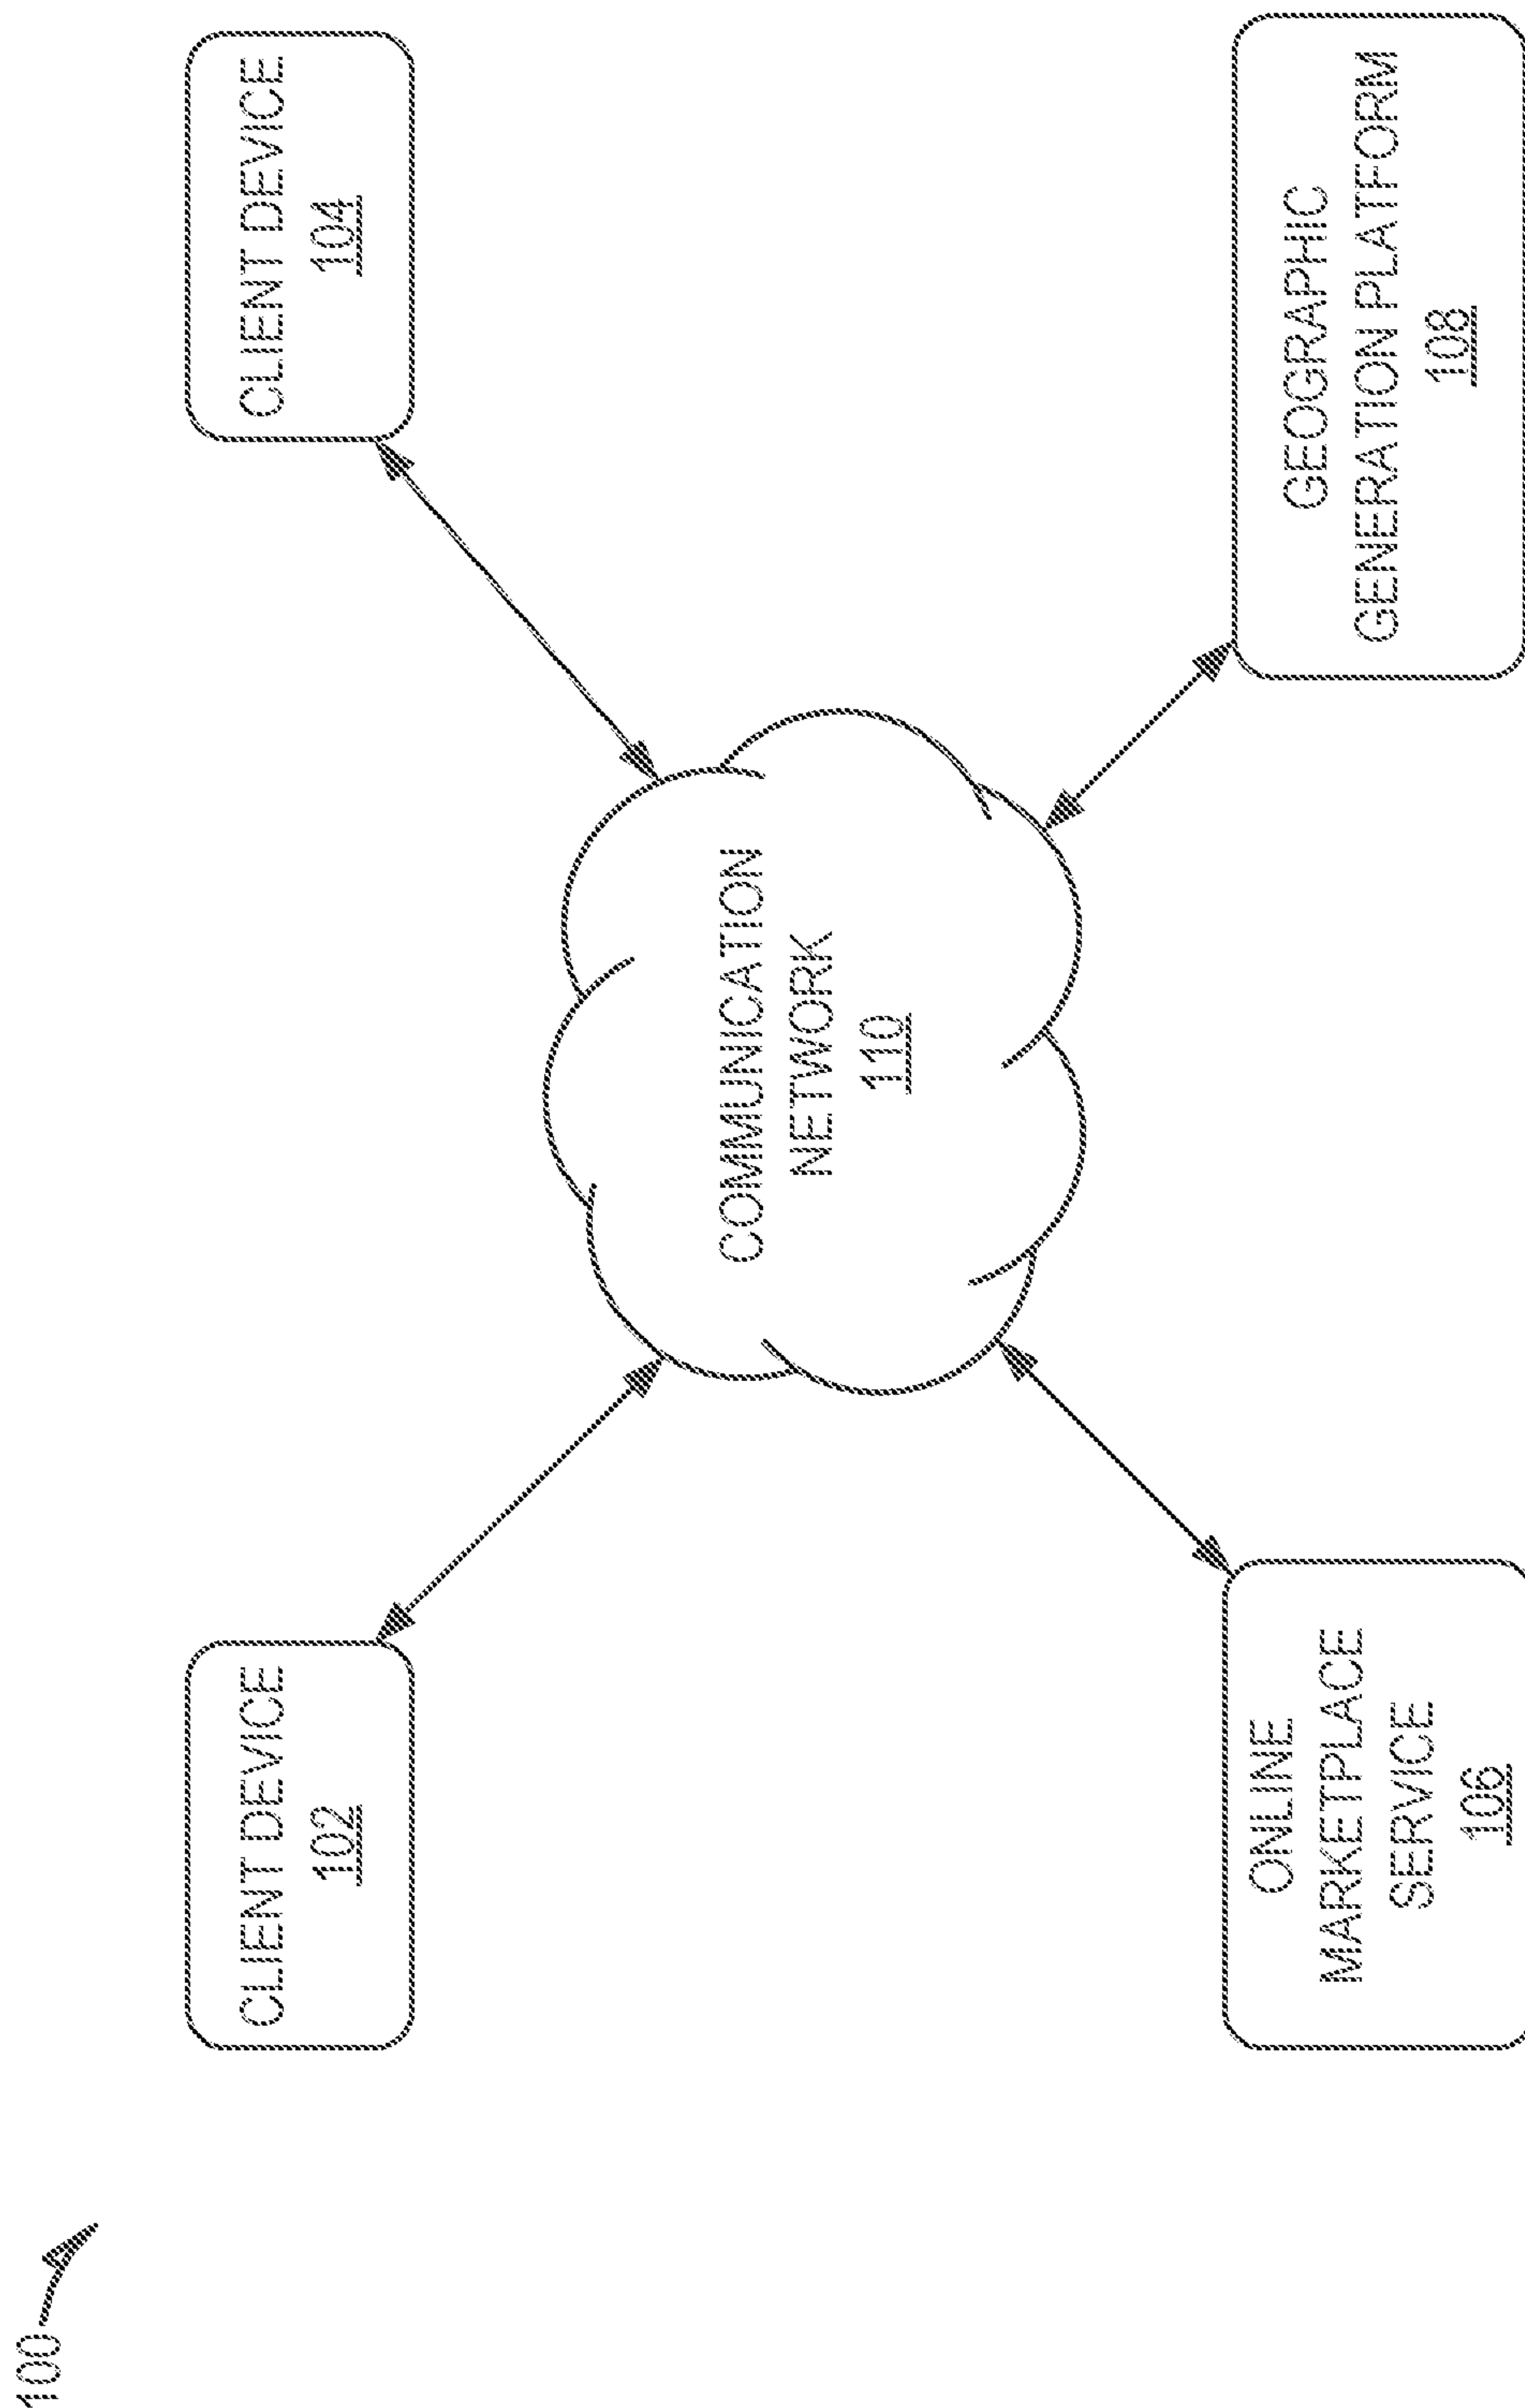 100
CLIENT DEVICE
102
CLIENT DEVICE
104
COMMUNICATION
NETWORK
110
ONLINE
MARKETPLACE
SERVICE
106
GEOGRAPHIC
GENERATION PLATFORM
108